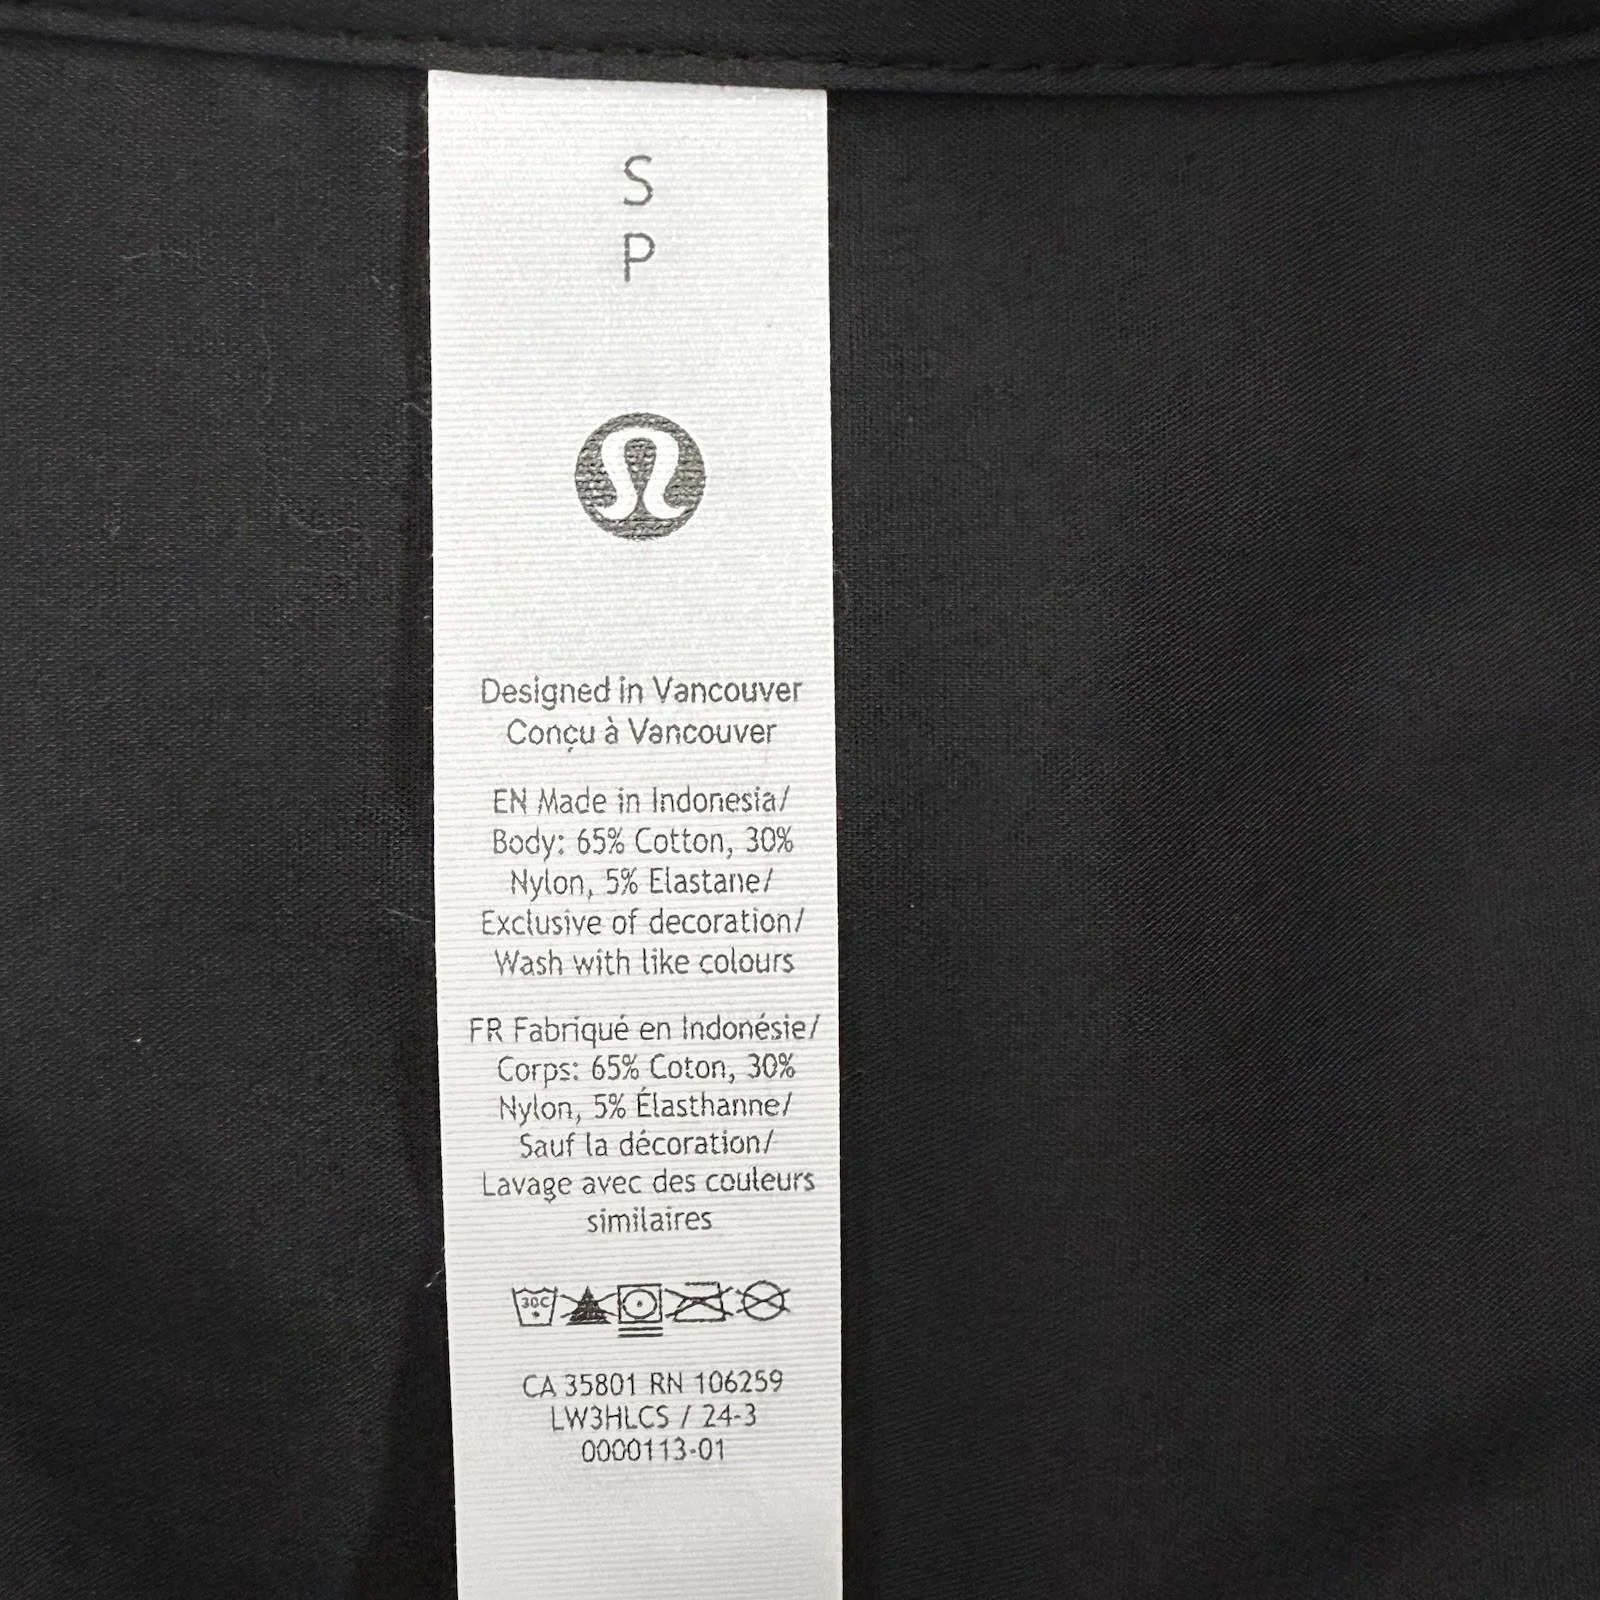 S
P
Designed in Vancouver
Conçu à Vancouver
EN Made in Indonesia/
Body: 65% Cotton, 30%
Nylon, 5% Elastane/
Exclusive of decoration/
Wash with like colours
FR Fabriqué en Indonésie/
Corps: 65% Coton, 30%
Nylon, 5% Élasthanne/
Sauf la décoration/
Lavage avec des couleurs
similaires
30C
CA 35801 RN 106259
LW3HLCS / 24-3
0000113-01